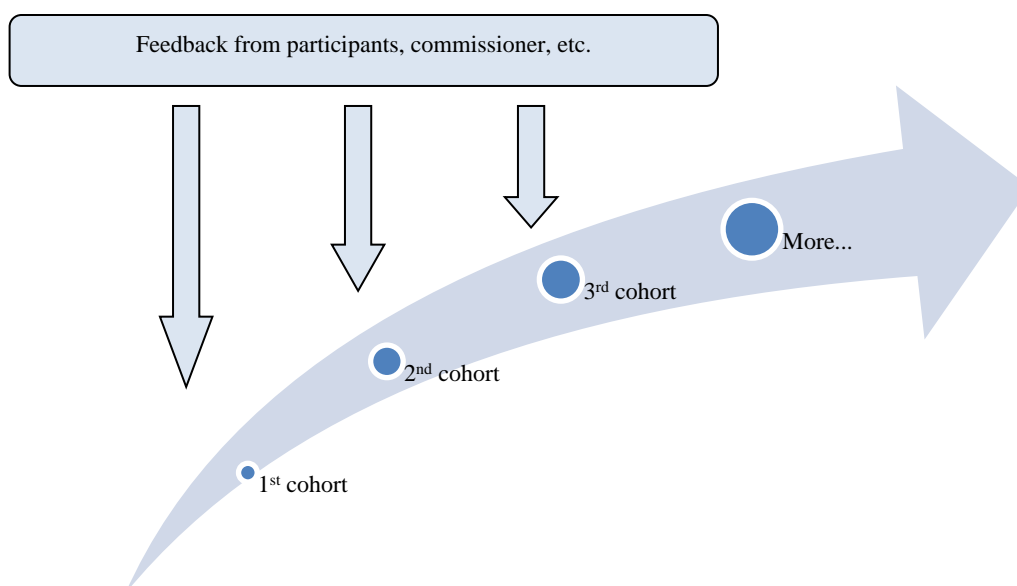 Feedback from participants, commissioner, etc.
More...
3rd cohort
2nd cohort
1st cohort